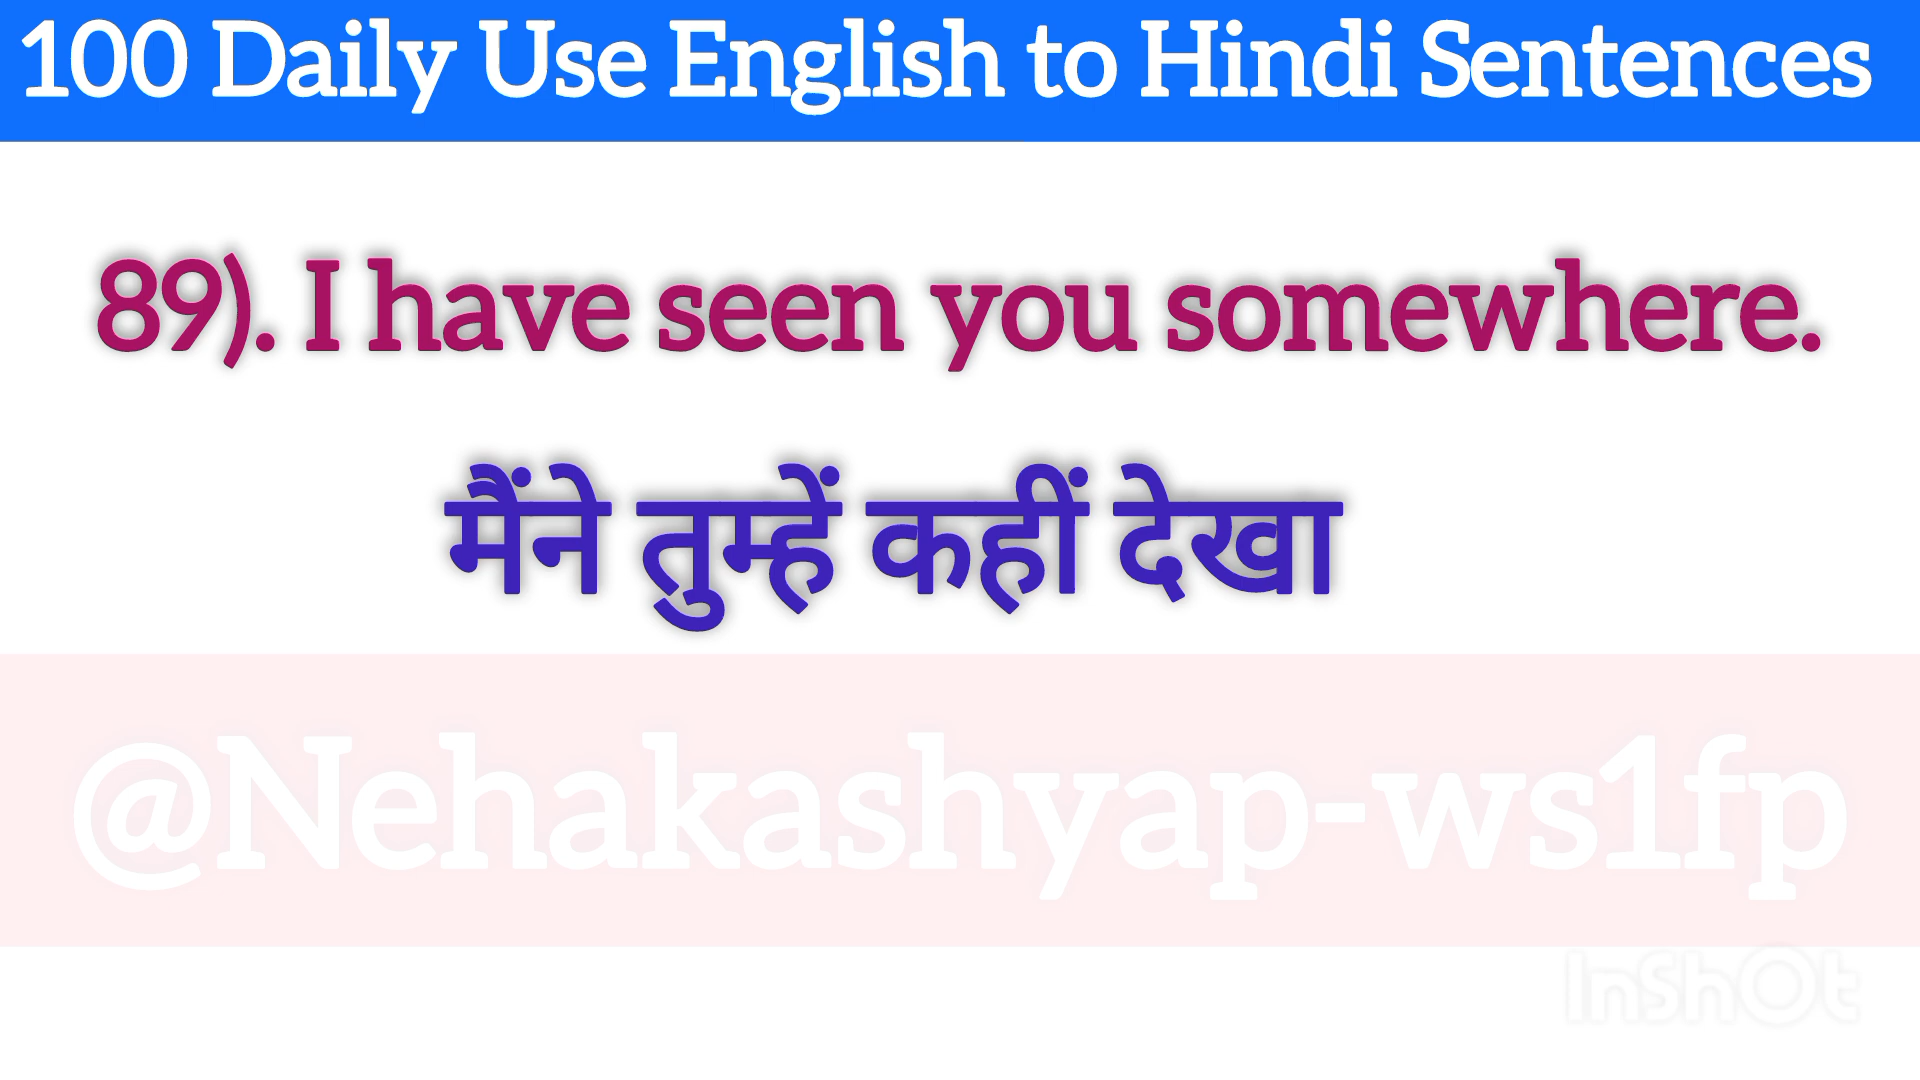 100 Daily Use English to Hindi Sentences
89). I have seen you somewhere.
मैंने तुम्हें कहीं देखा
@Nehakashyap-ws1fp
InShOt